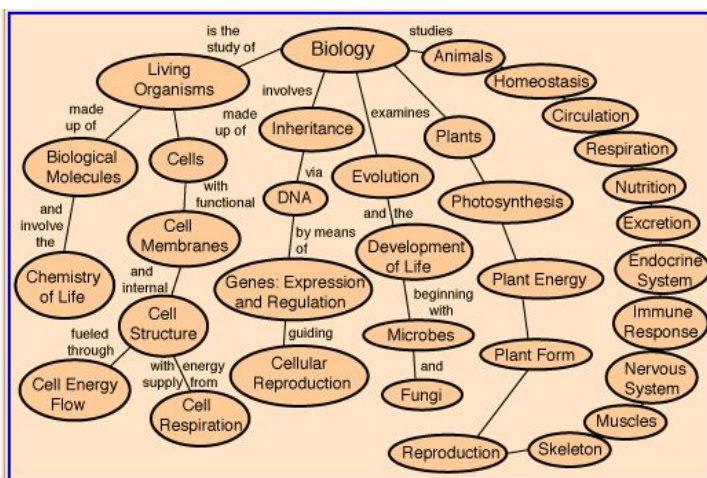 is the
study of
Biology
studies
Animals
Living
Organisms
involves
Homeostasis
made
up of
made
up of
Inheritance
examines
Plants
Circulation
Respiration
Biological
Molecules
Cells
via
Evolution
Nutrition
with
functional
DNA
Photosynthesis
and
involve
the
and the
Excretion
Cell
Membranes
by means
of
Development
of Life
Endocrine
System
Chemistry
of Life
and
internal
Genes: Expression
and Regulation
beginning
with
Plant Energy
Immune
Response
Cell
Structure
fueled
through
guiding
Microbes
Plant Form
Nervous
System
Cell Energy
Flow
with energy
supply from
Cellular
Reproduction
and
Fungi
Cell
Respiration
Muscles
Skeleton
Reproduction